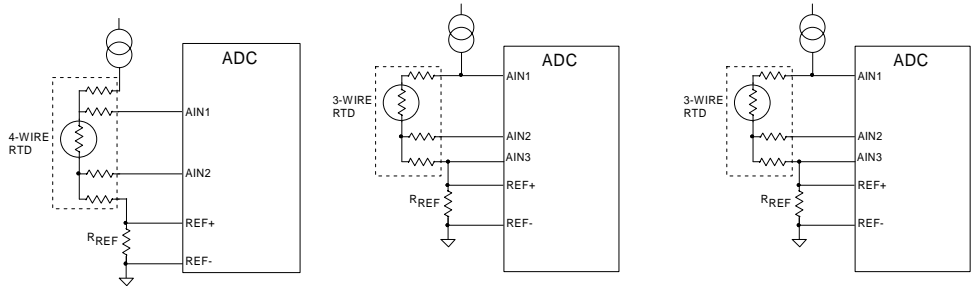 ADC
4-WIRE
RTD
AIN1
AIN2
REF+
RREF
REF-
ADC
3-WIRE
RTD
AIN1
AIN2
AIN3
REF+
RREF
REF-
ADC
3-WIRE
RTD
AIN1
AIN2
AIN3
REF+
RREF
REF-